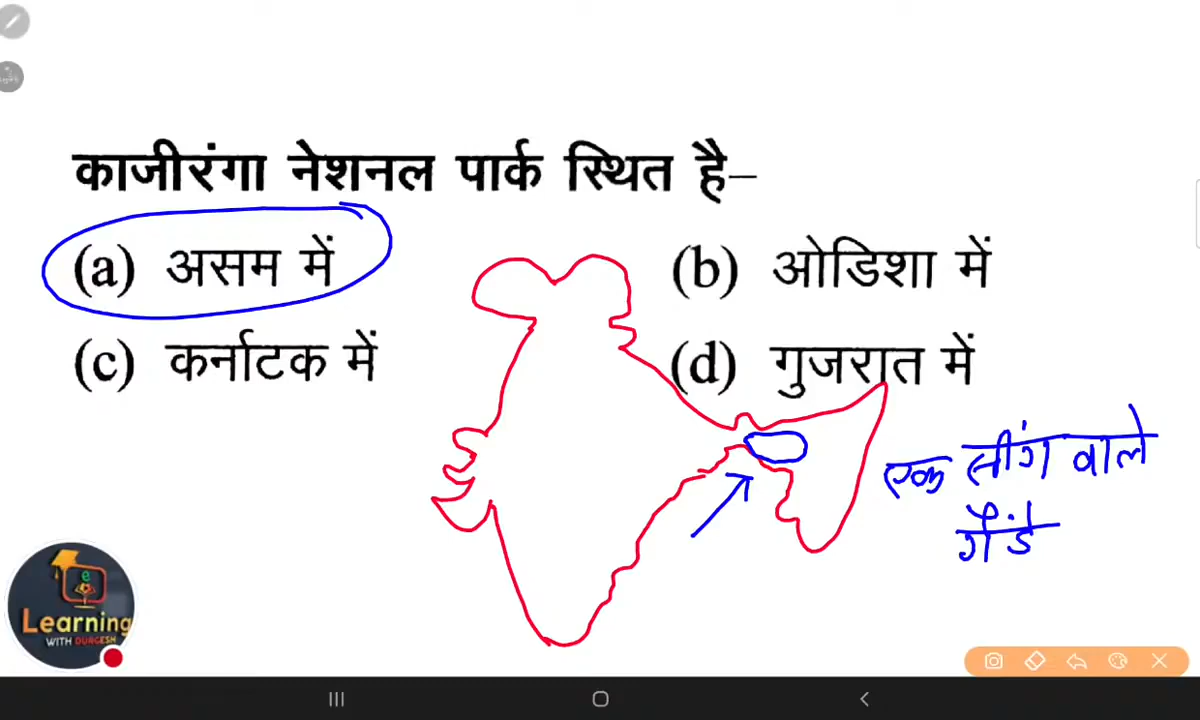 काजीरंगा नेशनल पार्क स्थित है–
(a) असम में
(b) ओडिशा में
(c) कर्नाटक में
(d) गुजरात में
एक सींग वाले
गैंडे
e
Learning
WITH DURGESH